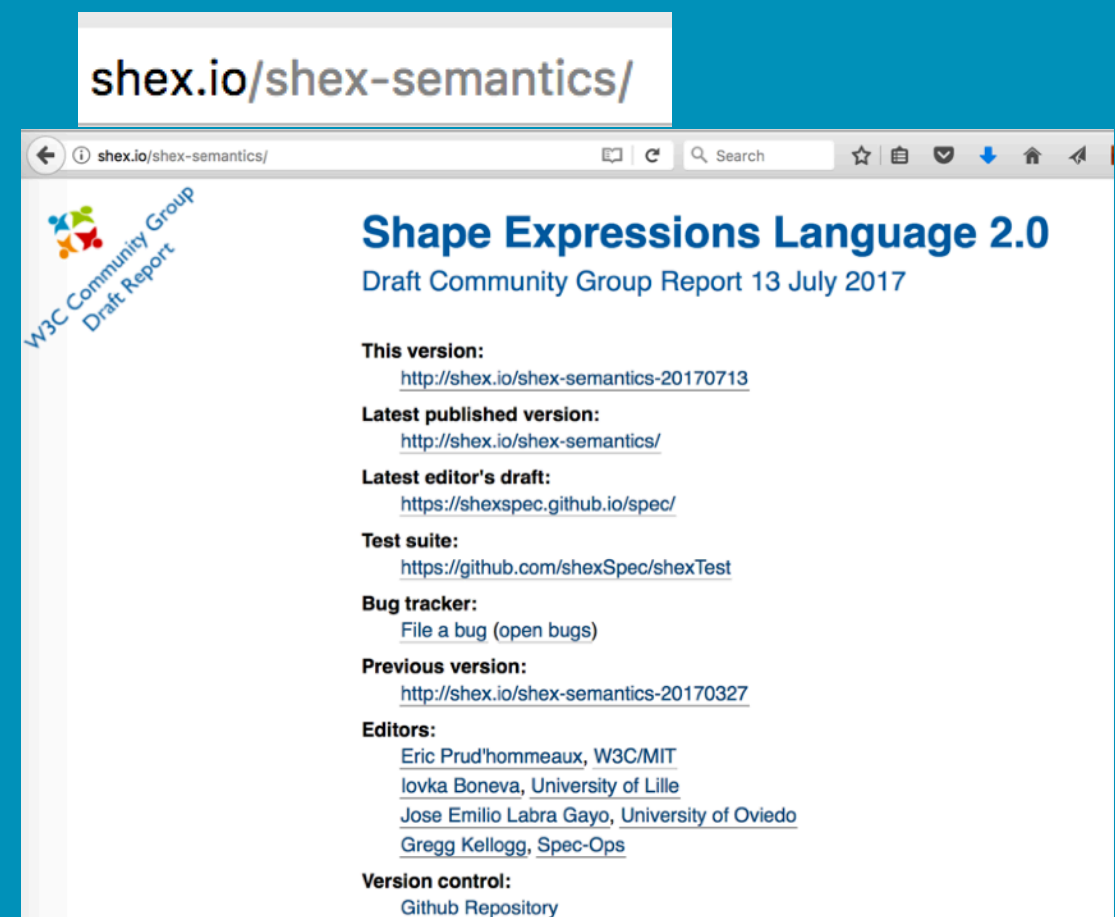 shex.io/shex-semantics/
shex.io/shex-semantics/
Search
W3C Community Group
Draft Report
Shape Expressions Language 2.0
Draft Community Group Report 13 July 2017
This version:
http://shex.io/shex-semantics-20170713
Latest published version:
http://shex.io/shex-semantics/
Latest editor's draft:
https://shexspec.github.io/spec/
Test suite:
https://github.com/shexSpec/shexTest
Bug tracker:
File a bug (open bugs)
Previous version:
http://shex.io/shex-semantics-20170327
Editors:
Eric Prud'hommeaux, W3C/MIT
Iovka Boneva, University of Lille
Jose Emilio Labra Gayo, University of Oviedo
Gregg Kellogg, Spec-Ops
Version control:
Github Repository